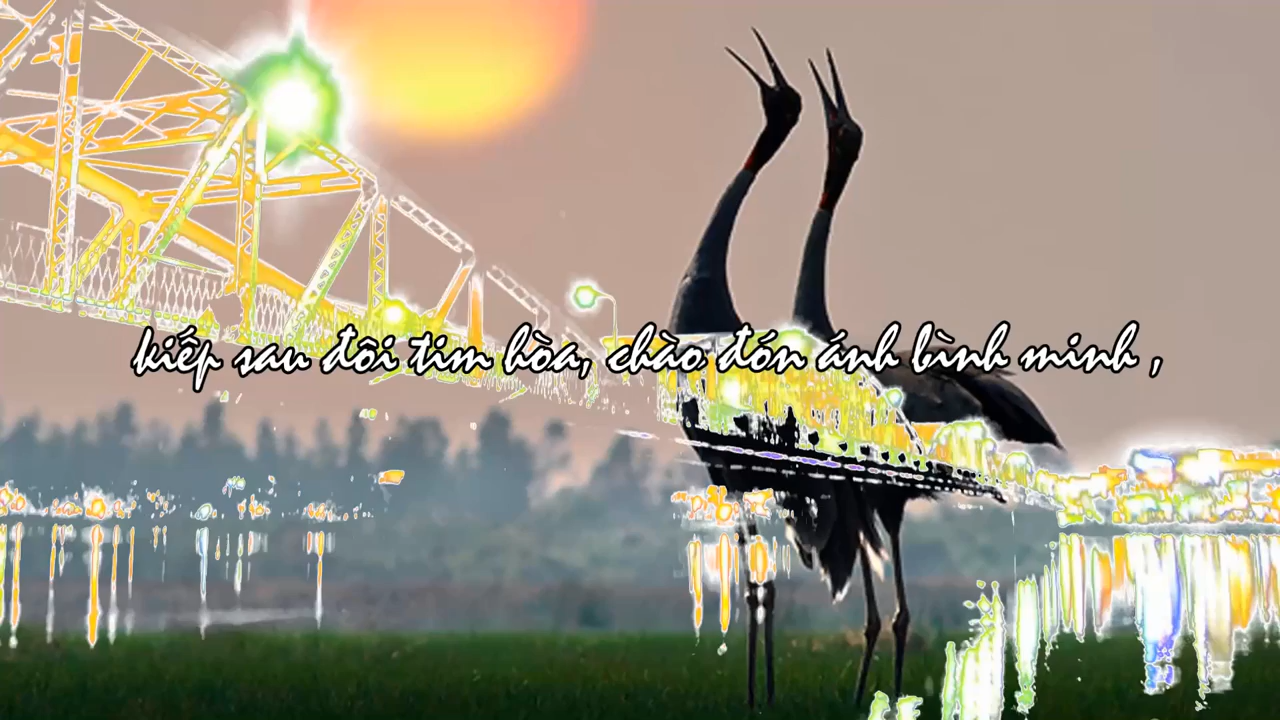 kiếp sau đôi tim hòa, chào đón ánh bình minh ,